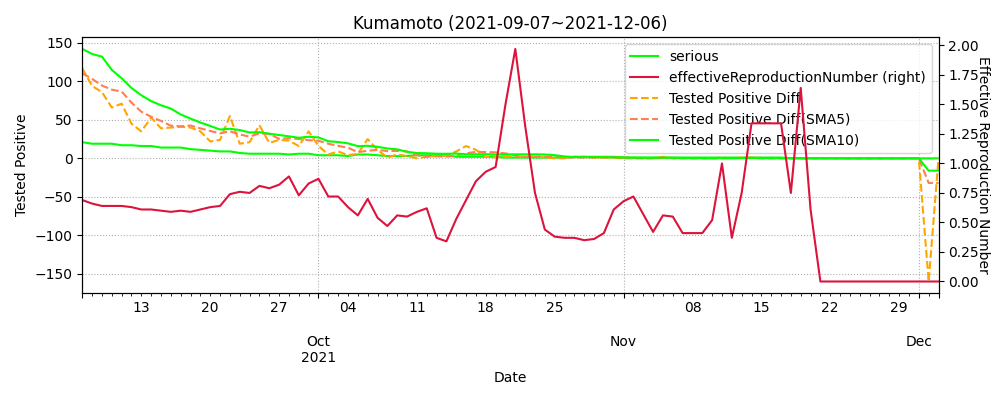 Kumamoto (2021-09-07~2021-12-06)
150
100
50
0
−50
−100
−150
Tested Positive
2.00
1.75
1.50
1.25
1.00
0.75
0.50
0.25
0.00
Effective Reproduction Number
serious
effectiveReproductionNumber (right)
Tested Positive Diff
Tested Positive Diff(SMA5)
Tested Positive Diff(SMA10)
13 20 27 04 11 18 25 08 15 22 29
Oct Nov Dec
2021
Date